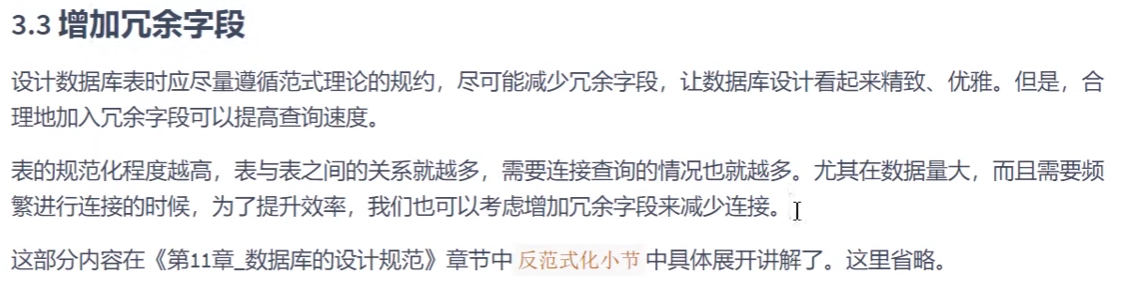 3.3 增加冗余字段
设计数据库表时应尽量遵循范式理论的规约，尽可能减少冗余字段，让数据库设计看起来精致、优雅。但是，合
理地加入冗余字段可以提高查询速度。
表的规范化程度越高，表与表之间的关系就越多，需要连接查询的情况也就越多。尤其在数据量大，而且需要频
繁进行连接的时候，为了提升效率，我们也可以考虑增加冗余字段来减少连接。
这部分内容在《第11章_数据库的设计规范》章节中 反范式化小节 中具体展开讲解了。这里省略。